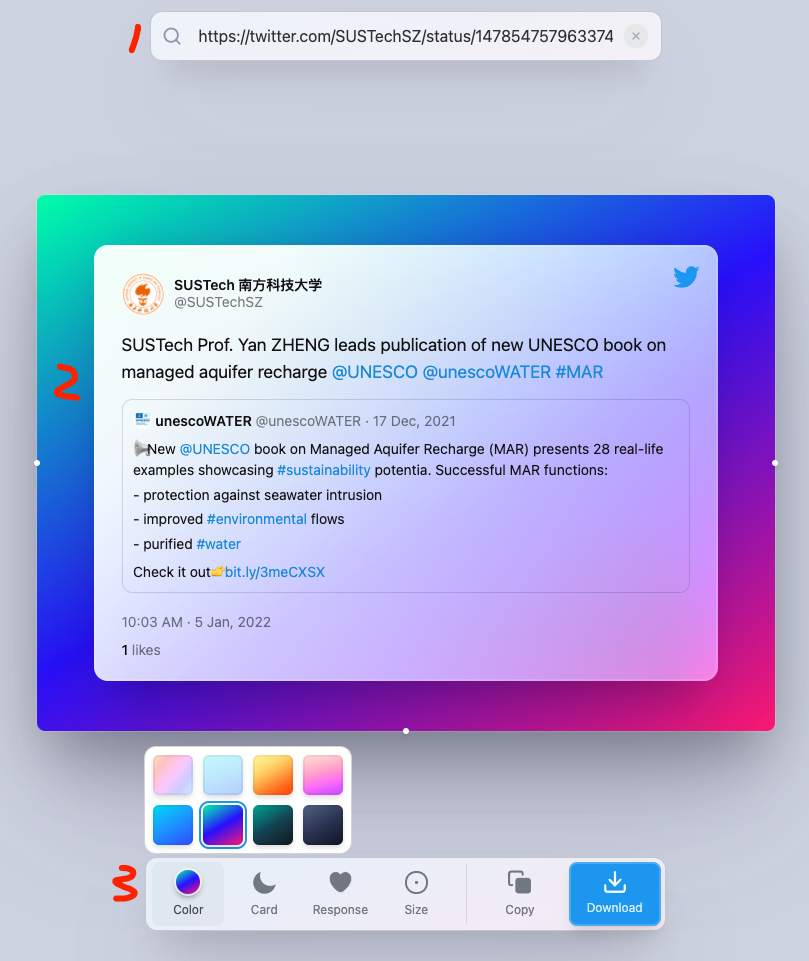 1
https://twitter.com/SUSTechSZ/status/147854757963374
2
SUSTech 南方科技大学
@SUSTechSZ
SUSTech Prof. Yan ZHENG leads publication of new UNESCO book on
managed aquifer recharge @UNESCO @unescoWATER #MAR
unescoWATER @unescoWATER · 17 Dec, 2021
New @UNESCO book on Managed Aquifer Recharge (MAR) presents 28 real-life
examples showcasing #sustainability potentia. Successful MAR functions:
- protection against seawater intrusion
- improved #environmental flows
- purified #water
Check it out👉bit.ly/3meCXSX
10:03 AM · 5 Jan, 2022
1 likes
3
Color
Card
Response
Size
Copy
Download